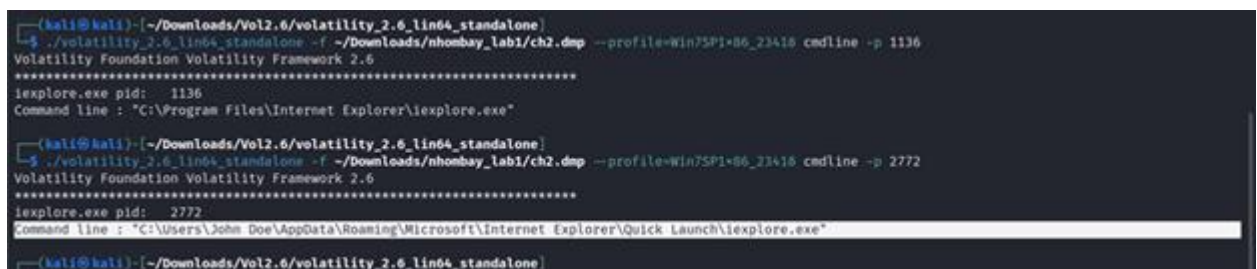 (kali㉿kali)-[~/Downloads/Vol2.6/volatility_2.6_lin64_standalone]
$ ./volatility_2.6_lin64_standalone -f ~/Downloads/nhombay_lab1/ch2.dmp --profile=Win7SP1×86_23418 cmdline -p 1136
Volatility Foundation Volatility Framework 2.6
************************************************************************
iexplore.exe pid: 1136
Command line : "C:\Program Files\Internet Explorer\iexplore.exe"
(kali㉿kali)-[~/Downloads/Vol2.6/volatility_2.6_lin64_standalone]
$ ./volatility_2.6_lin64_standalone -f ~/Downloads/nhombay_lab1/ch2.dmp --profile=Win7SP1×86_23418 cmdline -p 2772
Volatility Foundation Volatility Framework 2.6
************************************************************************
iexplore.exe pid: 2772
Command line : "C:\Users\John Doe\AppData\Roaming\Microsoft\Internet Explorer\Quick Launch\iexplore.exe"
(kali㉿kali)-[~/Downloads/Vol2.6/volatility_2.6_lin64_standalone]